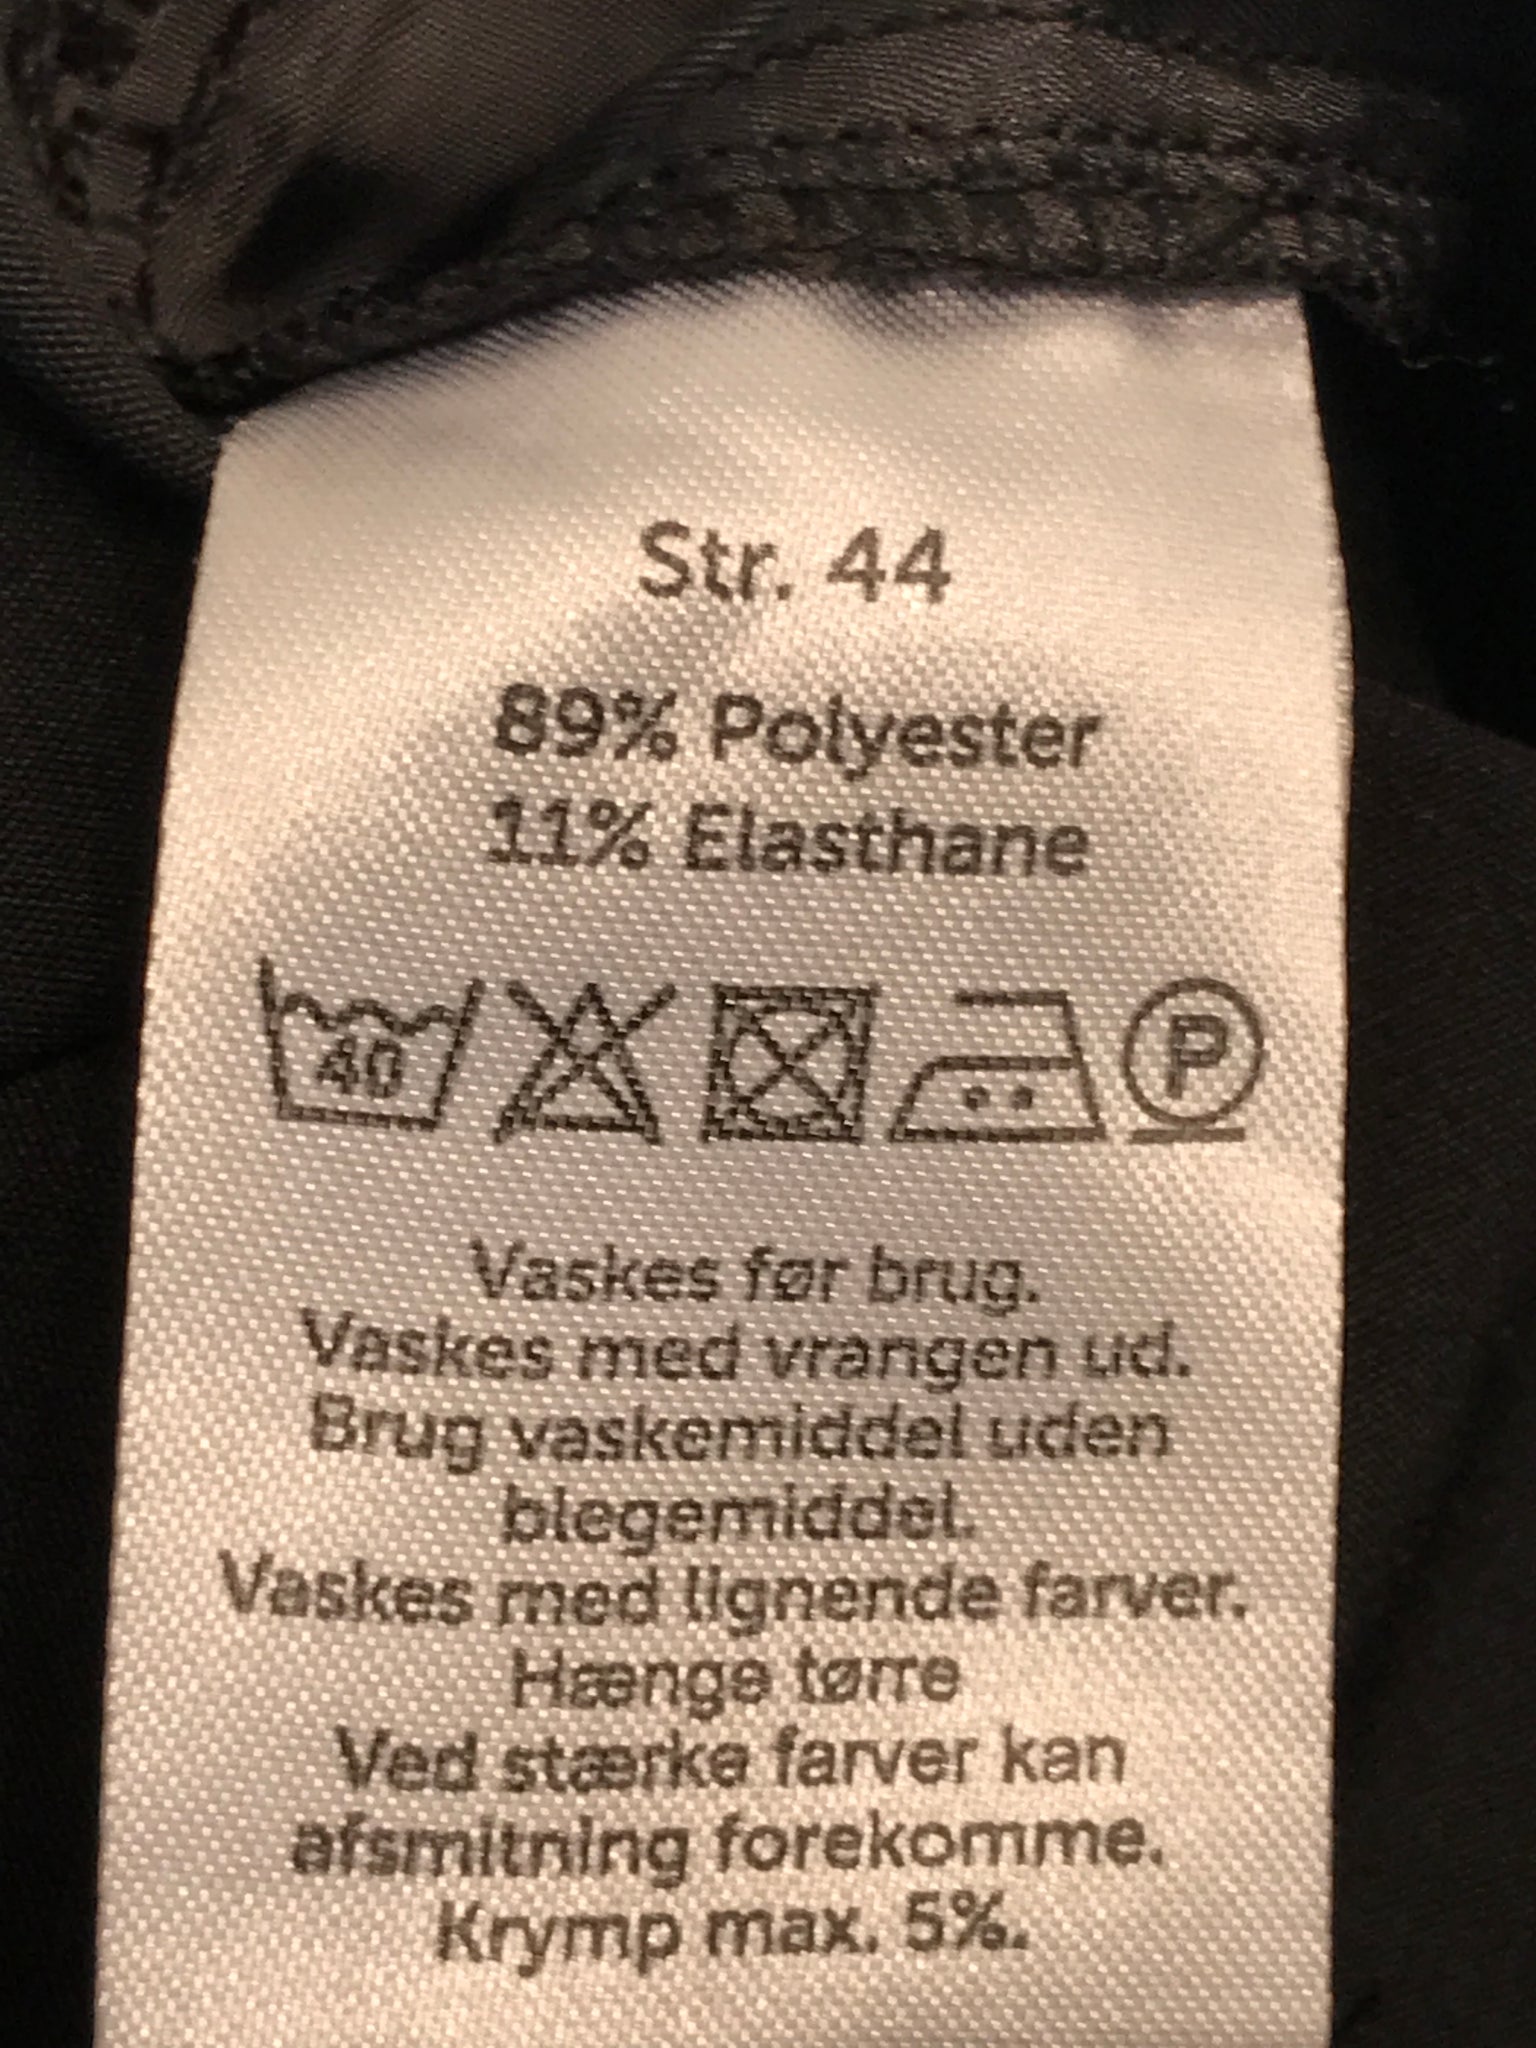 Str. 44
89% Polyester
11% Elasthane
40 P
Vaskes før brug.
Vaskes med vrangen ud.
Brug vaskemiddel uden
blegemiddel.
Vaskes med lignende farver.
Hænge tørre
Ved stærke farver kan
afsmitning forekomme.
Krymp max. 5%.